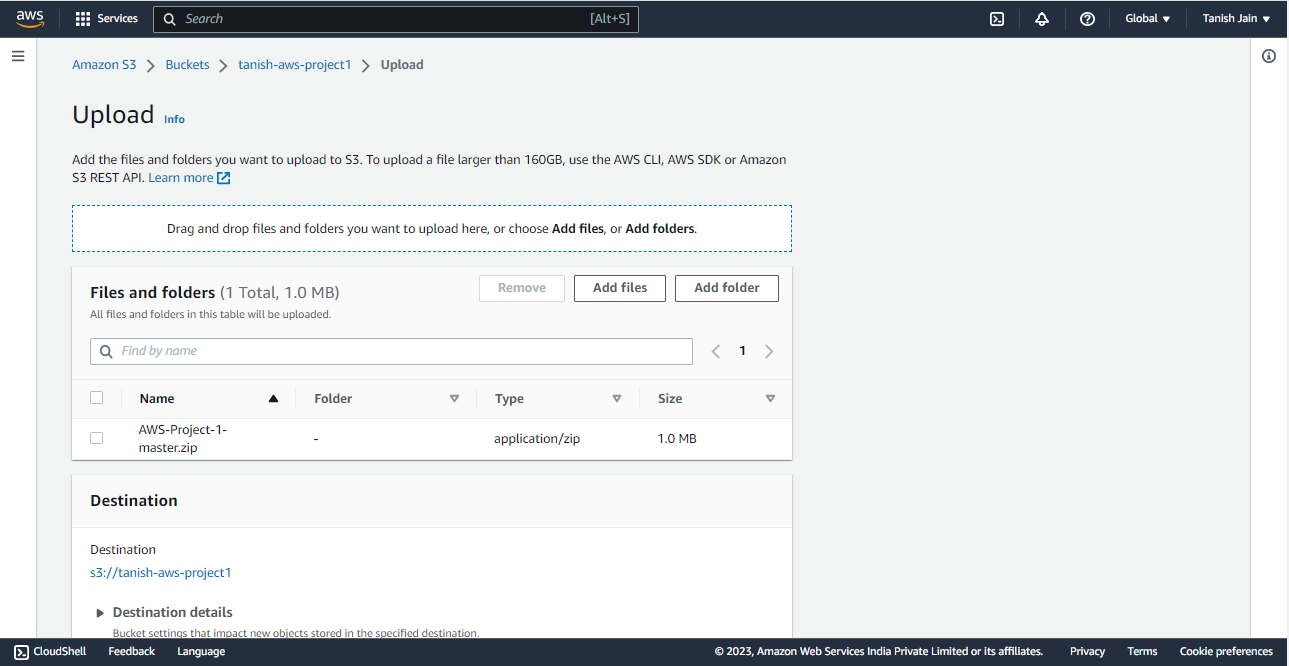 aws Services Search [Alt+S] Global Tanish Jain
Amazon S3 Buckets tanish-aws-project1 Upload
Upload Info
Add the files and folders you want to upload to S3. To upload a file larger than 160GB, use the AWS CLI, AWS SDK or Amazon
S3 REST API. Learn more
Drag and drop files and folders you want to upload here, or choose Add files, or Add folders.
Files and folders (1 Total, 1.0 MB) Remove Add files Add folder
All files and folders in this table will be uploaded.
Find by name 1
Name Folder Type Size
AWS-Project-1-
master.zip - application/zip 1.0 MB
Destination
Destination
s3://tanish-aws-project1
Destination details
Bucket settings that impact new objects stored in the specified destination.
CloudShell Feedback Language © 2023, Amazon Web Services India Private Limited or its affiliates. Privacy Terms Cookie preferences